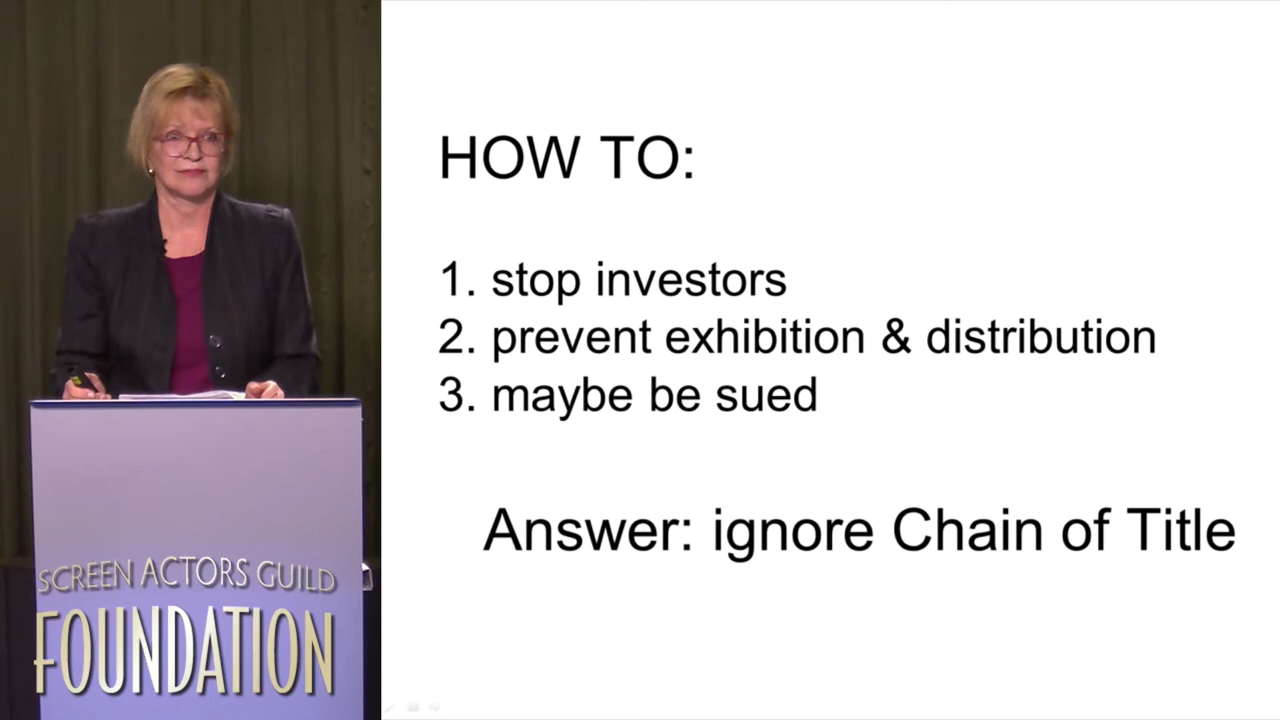 HOW TO:
1. stop investors
2. prevent exhibition & distribution
3. maybe be sued
Answer: ignore Chain of Title
SCREEN ACTORS GUILD
FOUNDATION